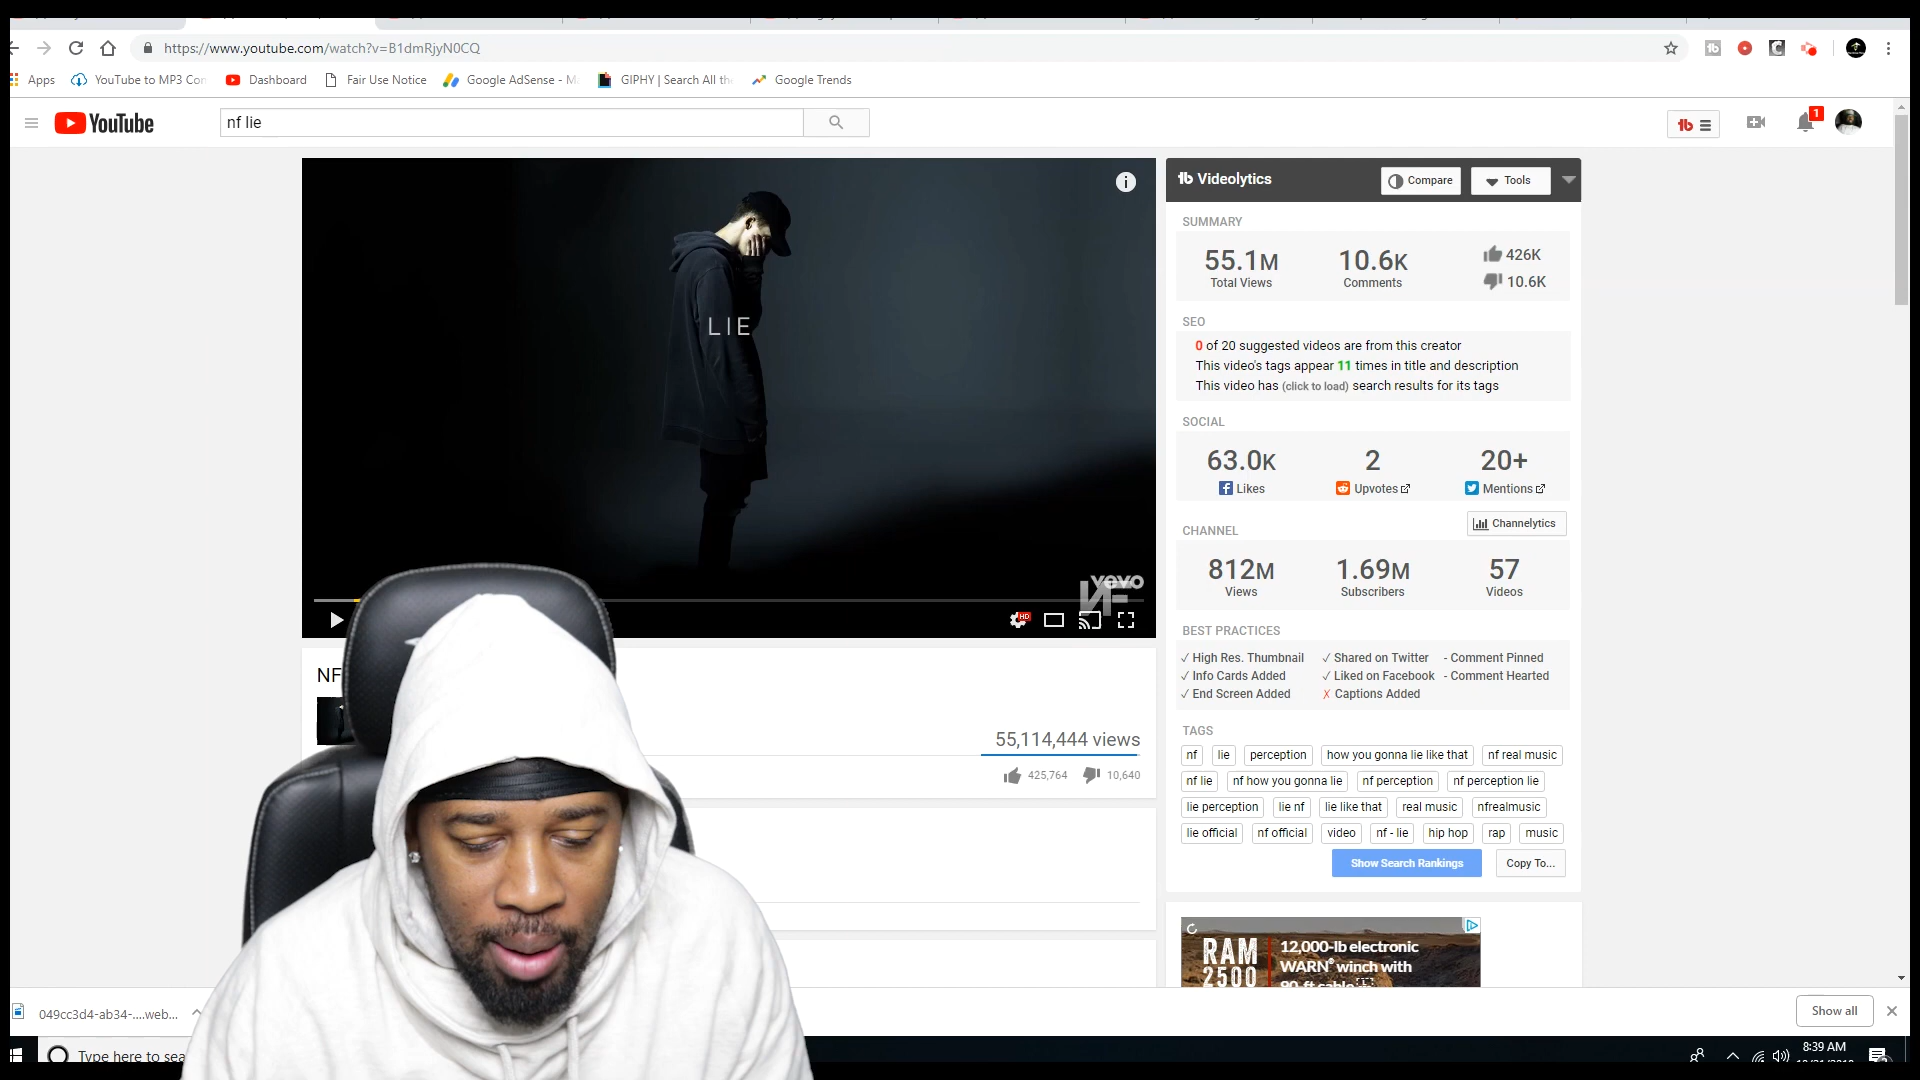 https://www.youtube.com/watch?v=B1dmRjyN0CQ
Apps YouTube to MP3 Con Dashboard Fair Use Notice Google AdSense - M GIPHY | Search All the Google Trends
YouTube nf lie
1
LIE
vevo
NF
HD
NF
55,114,444 views
425,764 10,640
Videolytics Compare Tools
SUMMARY
55.1M 10.6K 426K
Total Views Comments 10.6K
SEO
0 of 20 suggested videos are from this creator
This video's tags appear 11 times in title and description
This video has (click to load) search results for its tags
SOCIAL
63.0K 2 20+
Likes Upvotes Mentions
CHANNEL Channelytics
812M 1.69M 57
Views Subscribers Videos
BEST PRACTICES
✓ High Res. Thumbnail ✓ Shared on Twitter - Comment Pinned
✓ Info Cards Added ✓ Liked on Facebook - Comment Hearted
✓ End Screen Added ✗ Captions Added
TAGS
nf lie perception how you gonna lie like that nf real music
nf lie nf how you gonna lie nf perception nf perception lie
lie perception lie nf lie like that real music nfrealmusic
lie official nf official video nf - lie hip hop rap music
Show Search Rankings Copy To...
RAM 12,000-lb electronic
2500 WARN® winch with
90-ft cable
049cc3d4-ab34-....web... Show all
Type here to sea 8:39 AM